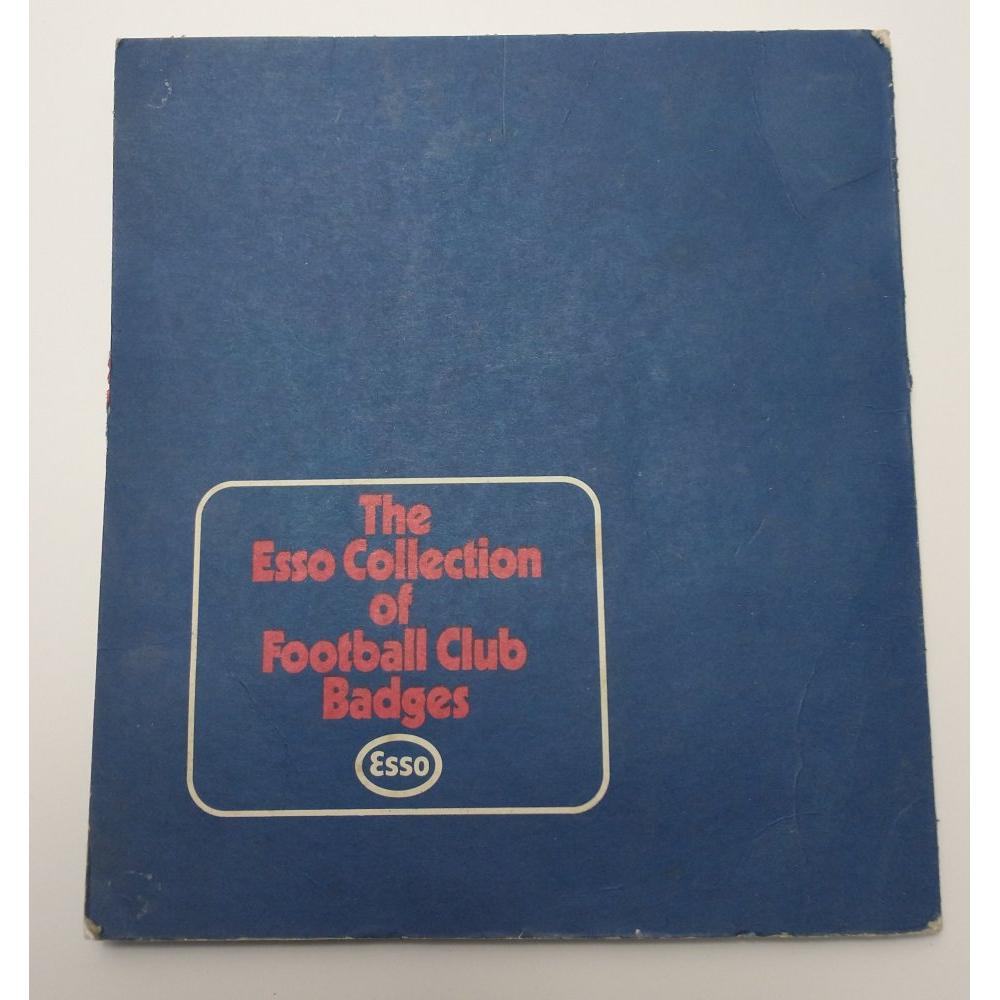 The
Esso Collection
of
Football Club
Badges
Esso